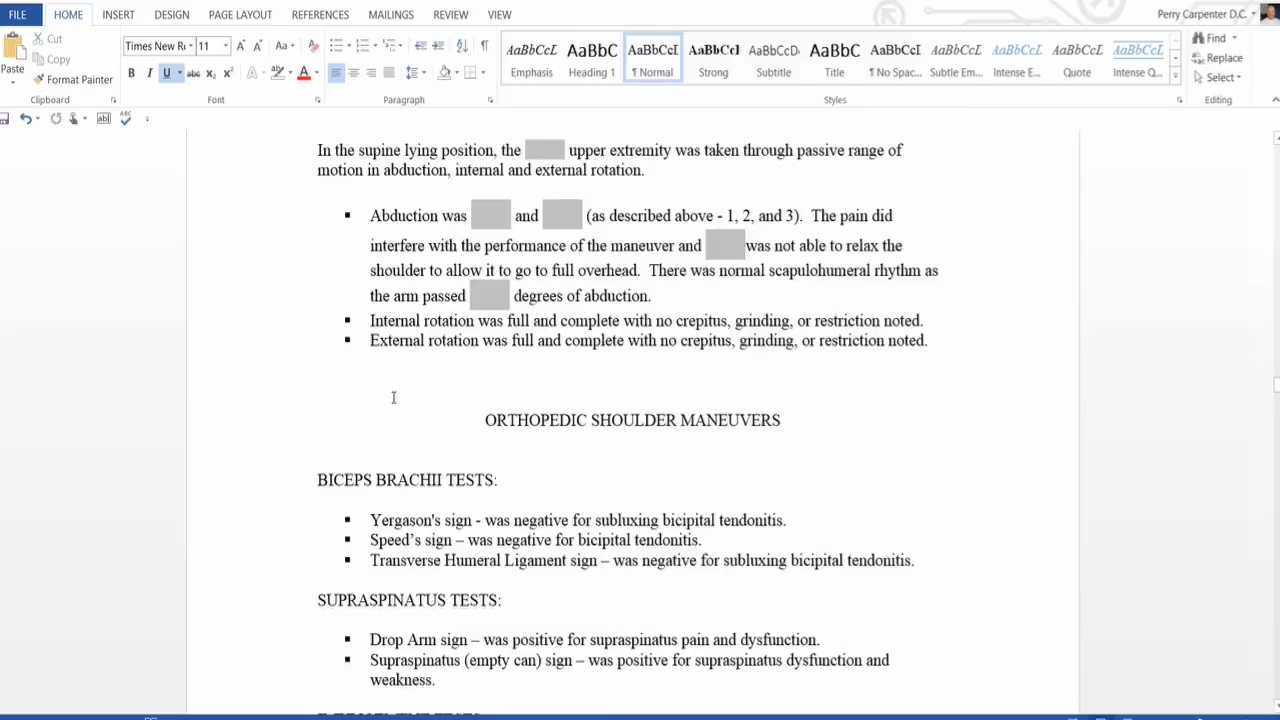 FILE HOME INSERT DESIGN PAGE LAYOUT REFERENCES MAILINGS REVIEW VIEW Perry Carpenter D.C.
Cut
Copy
Format Painter
Paste
Clipboard
Times New R 11
Aa
B I U abc x₂ x²
A
Font
Paragraph
AaBbCcL AaBbC AaBbCcI AaBbCcI AaBbCcD AaBbC AaBbCcI AaBbCcL AaBbCcL AaBbCcL AaBbCcL
Emphasis Heading 1 ¶ Normal Strong Subtitle Title ¶ No Spac... Subtle Em... Intense E... Quote Intense Q...
Styles
Find
Replace
Select
Editing
In the supine lying position, the upper extremity was taken through passive range of
motion in abduction, internal and external rotation.
▪ Abduction was and (as described above - 1, 2, and 3). The pain did
interfere with the performance of the maneuver and was not able to relax the
shoulder to allow it to go to full overhead. There was normal scapulohumeral rhythm as
the arm passed degrees of abduction.
▪ Internal rotation was full and complete with no crepitus, grinding, or restriction noted.
▪ External rotation was full and complete with no crepitus, grinding, or restriction noted.
ORTHOPEDIC SHOULDER MANEUVERS
BICEPS BRACHII TESTS:
▪ Yergason's sign - was negative for subluxing bicipital tendonitis.
▪ Speed’s sign – was negative for bicipital tendonitis.
▪ Transverse Humeral Ligament sign – was negative for subluxing bicipital tendonitis.
SUPRASPINATUS TESTS:
▪ Drop Arm sign – was positive for supraspinatus pain and dysfunction.
▪ Supraspinatus (empty can) sign – was positive for supraspinatus dysfunction and
weakness.